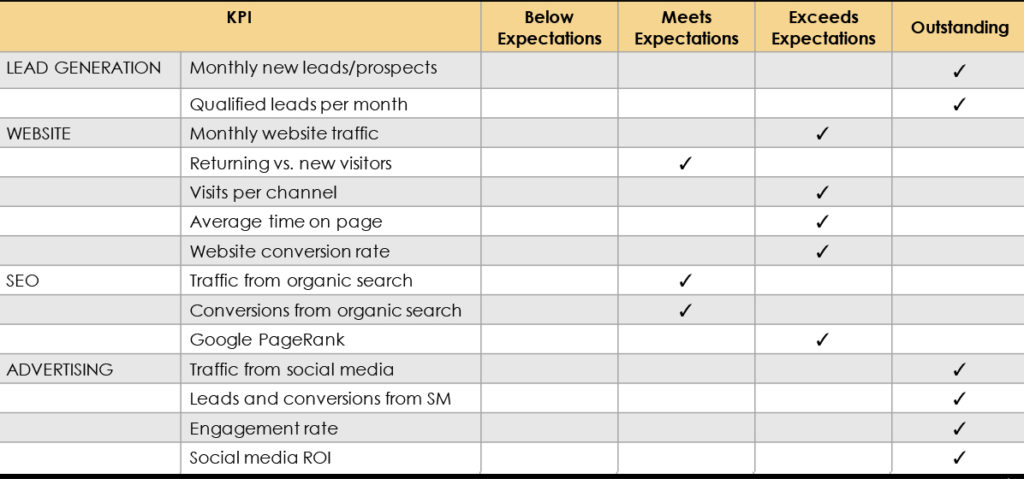 KPI Below Expectations Meets Expectations Exceeds Expectations Outstanding
LEAD GENERATION Monthly new leads/prospects ✓
Qualified leads per month ✓
WEBSITE Monthly website traffic ✓
Returning vs. new visitors ✓
Visits per channel ✓
Average time on page ✓
Website conversion rate ✓
SEO Traffic from organic search ✓
Conversions from organic search ✓
Google PageRank ✓
ADVERTISING Traffic from social media ✓
Leads and conversions from SM ✓
Engagement rate ✓
Social media ROI ✓